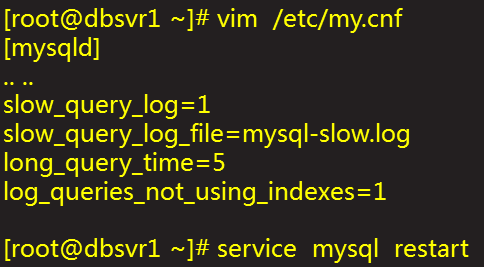 [root@dbsvr1 ~]# vim  /etc/my.cnf
[mysqld]
.. ..
slow_query_log=1
slow_query_log_file=mysql-slow.log
long_query_time=5
log_queries_not_using_indexes=1
[root@dbsvr1 ~]# service  mysql  restart